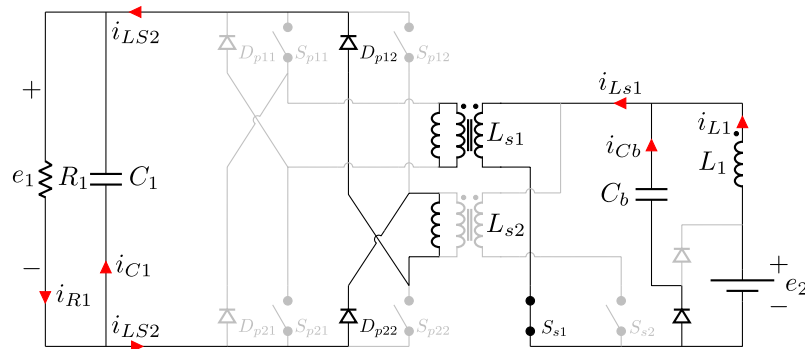 i_{LS2}
D_{p11} S_{p11} D_{p12} S_{p12}
+
i_{Ls1} i_{L1}
L_{s1} i_{Cb} L_1
e_1 R_1 C_1 C_b
L_{s2}
− i_{C1} + e_2
i_{R1} −
i_{LS2} D_{p21} S_{p21} D_{p22} S_{p22} S_{s1} S_{s2}